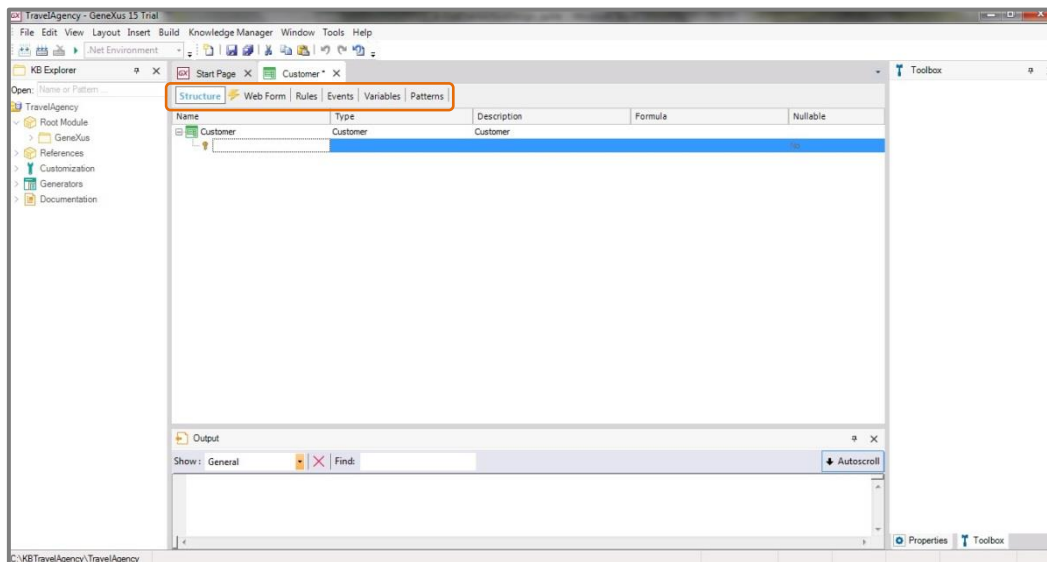 TravelAgency - GeneXus 15 Trial
File Edit View Layout Insert Build Knowledge Manager Window Tools Help
.Net Environment
KB Explorer
Open: Name or Pattern ...
TravelAgency
Root Module
GeneXus
References
Customization
Generators
Documentation
Start Page Customer*
Structure Web Form Rules Events Variables Patterns
Name Type Description Formula Nullable
Customer Customer Customer
No
Output
Show: General Find: Autoscroll
Toolbox
Properties Toolbox
C:\KBTravelAgency\TravelAgency